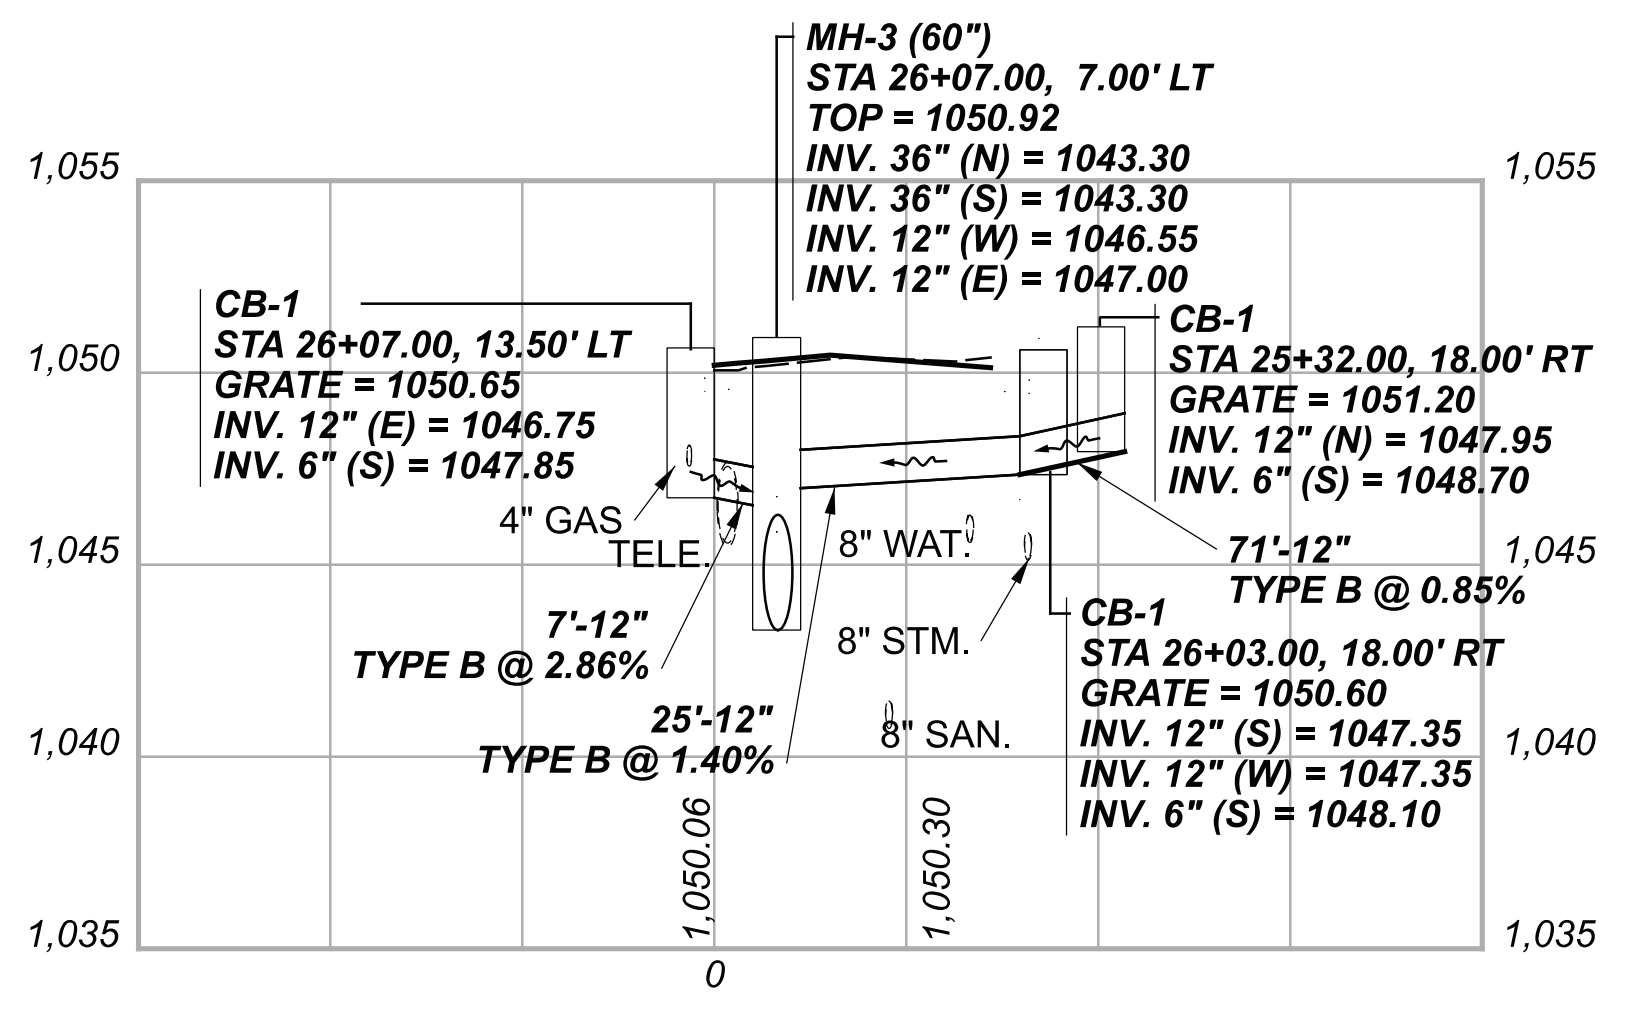 MH-3 (60")
STA 26+07.00, 7.00' LT
TOP = 1050.92
INV. 36" (N) = 1043.30
INV. 36" (S) = 1043.30
INV. 12" (W) = 1046.55
INV. 12" (E) = 1047.00
1,055
1,055
CB-1
STA 26+07.00, 13.50' LT
GRATE = 1050.65
INV. 12" (E) = 1046.75
INV. 6" (S) = 1047.85
CB-1
STA 25+32.00, 18.00' RT
GRATE = 1051.20
INV. 12" (N) = 1047.95
INV. 6" (S) = 1048.70
1,050
4" GAS
TELE.
8" WAT.
1,045
1,045
71'-12"
TYPE B @ 0.85%
7'-12"
TYPE B @ 2.86%
8" STM.
CB-1
STA 26+03.00, 18.00' RT
GRATE = 1050.60
INV. 12" (S) = 1047.35
INV. 12" (W) = 1047.35
INV. 6" (S) = 1048.10
25'-12"
TYPE B @ 1.40%
8" SAN.
1,040
1,040
1,050.06
1,050.30
1,035
1,035
0